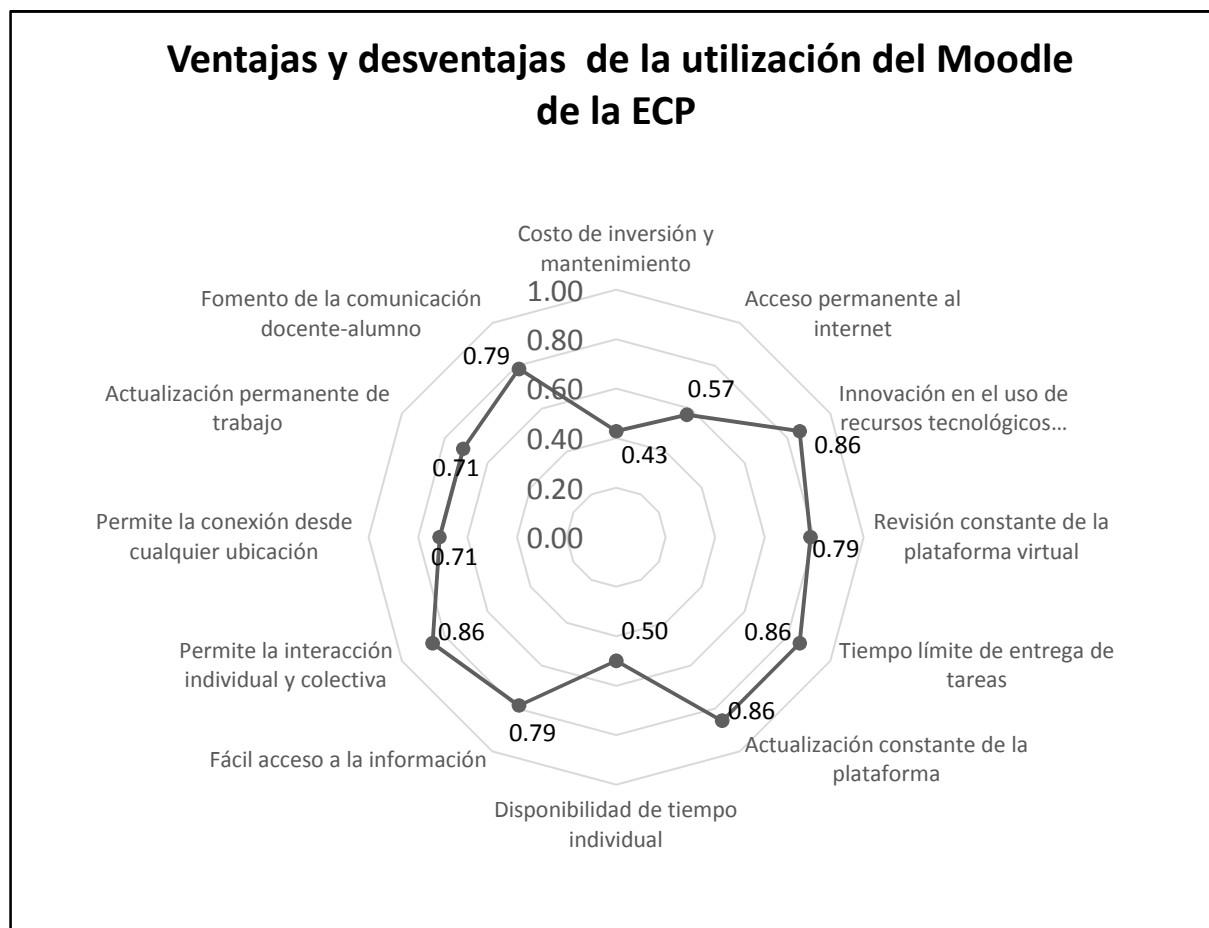 Ventajas y desventajas  de la utilización del Moodle
de la ECP
Costo de inversión y
mantenimiento
Acceso permanente al
internet
Innovación en el uso de
recursos tecnológicos...
Revisión constante de la
plataforma virtual
Tiempo límite de entrega de
tareas
Actualización constante de la
plataforma
Disponibilidad de tiempo
individual
Fácil acceso a la información
Permite la interacción
individual y colectiva
Permite la conexión desde
cualquier ubicación
Actualización permanente de
trabajo
Fomento de la comunicación
docente-alumno
1.00
0.80
0.60
0.40
0.20
0.00
0.43
0.57
0.86
0.79
0.86
0.86
0.50
0.79
0.86
0.71
0.71
0.79